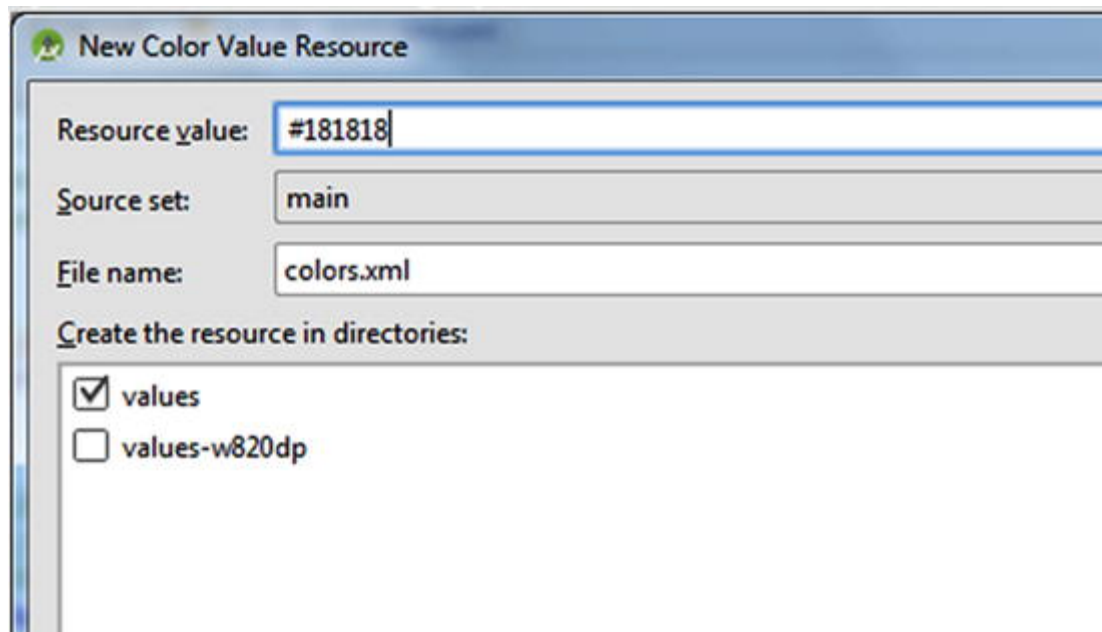 New Color Value Resource
Resource value: #181818
Source set: main
File name: colors.xml
Create the resource in directories:
values
values-w820dp